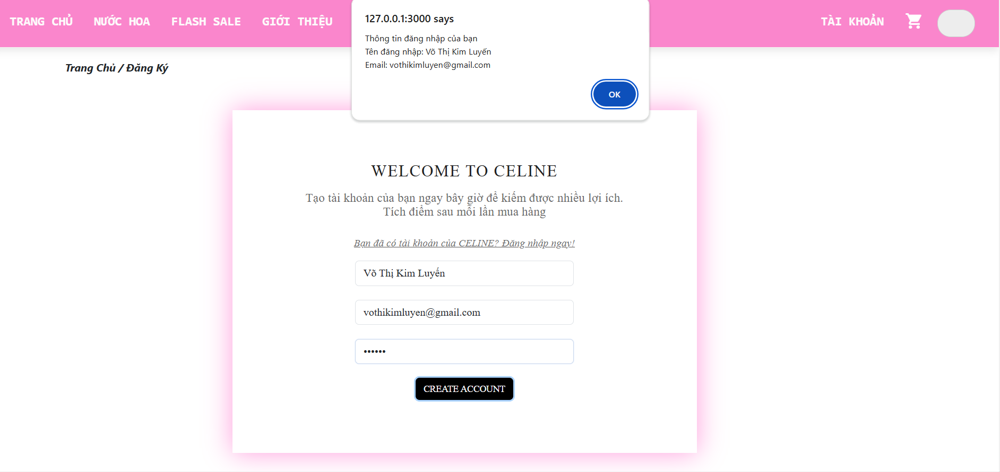 TRANG CHỦ NƯỚC HOA FLASH SALE GIỚI THIỆU TÀI KHOẢN
127.0.0.1:3000 says
Thông tin đăng nhập của bạn
Tên đăng nhập: Võ Thị Kim Luyến
Email: vothikimluyen@gmail.com
OK
Trang Chủ / Đăng Ký
WELCOME TO CELINE
Tạo tài khoản của bạn ngay bây giờ để kiếm được nhiều lợi ích.
Tích điểm sau mỗi lần mua hàng
Bạn đã có tài khoản của CELINE? Đăng nhập ngay!
Võ Thị Kim Luyến
vothikimluyen@gmail.com
••••••
CREATE ACCOUNT